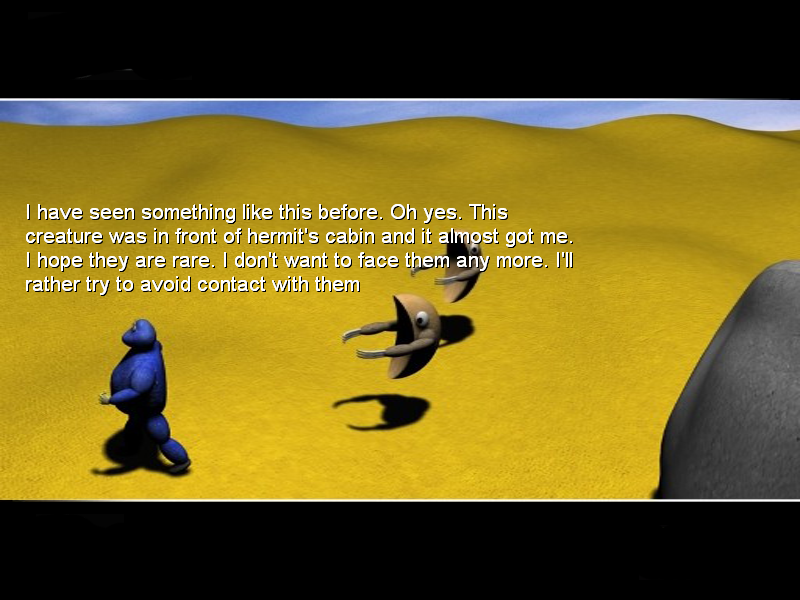 I have seen something like this before. Oh yes. This
creature was in front of hermit's cabin and it almost got me.
I hope they are rare. I don't want to face them any more. I'll
rather try to avoid contact with them